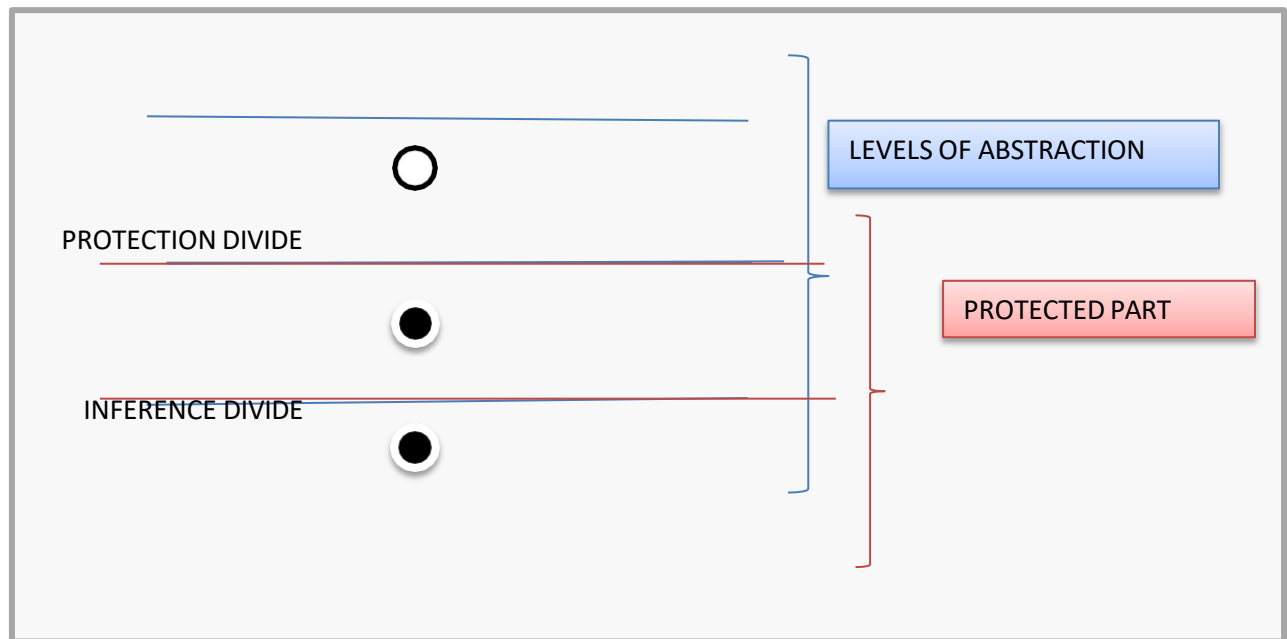 LEVELS OF ABSTRACTION
PROTECTION DIVIDE
PROTECTED PART
INFERENCE DIVIDE